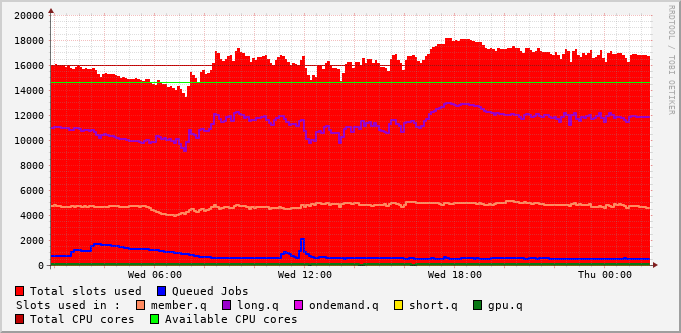 20000
18000
16000
14000
12000
10000
8000
6000
4000
2000
0
Wed 06:00 Wed 12:00 Wed 18:00 Thu 00:00
RRDTOOL / TOBI OETIKER
Total slots used Queued Jobs
Slots used in : member.q long.q ondemand.q short.q gpu.q
Total CPU cores Available CPU cores